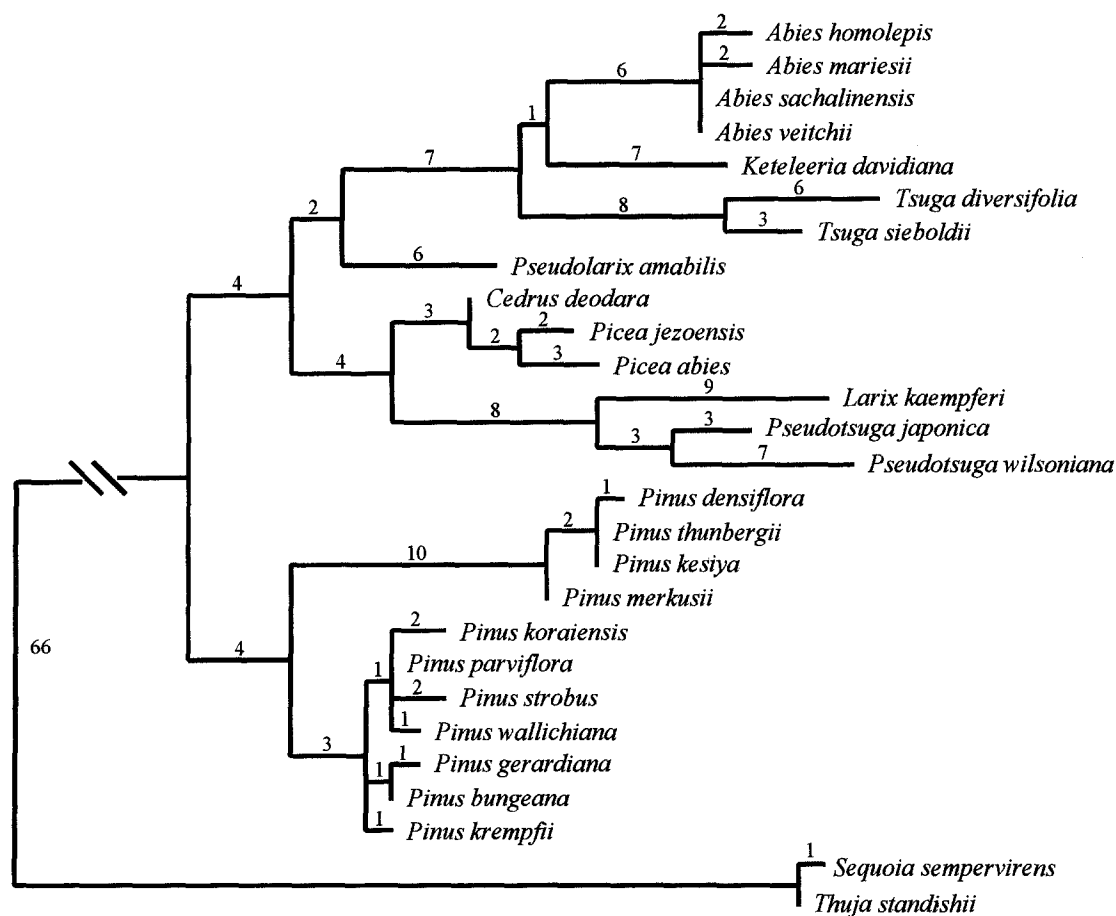 2 Abies homolepis
2 Abies mariesii
6
Abies sachalinensis
1
Abies veitchii
7
7 Keteleeria davidiana
6 Tsuga diversifolia
2
8
3 Tsuga sieboldii
6 Pseudolarix amabilis
4
Cedrus deodara
3
2
2 Picea jezoensis
4
3 Picea abies
9 Larix kaempferi
8
3 Pseudotsuga japonica
3
7 Pseudotsuga wilsoniana
1 Pinus densiflora
2
Pinus thunbergii
10
Pinus kesiya
Pinus merkusii
2 Pinus koraiensis
66
4
1
Pinus parviflora
2 Pinus strobus
1 Pinus wallichiana
3
1
1 Pinus gerardiana
Pinus bungeana
1 Pinus krempfii
1 Sequoia sempervirens
Thuja standishii